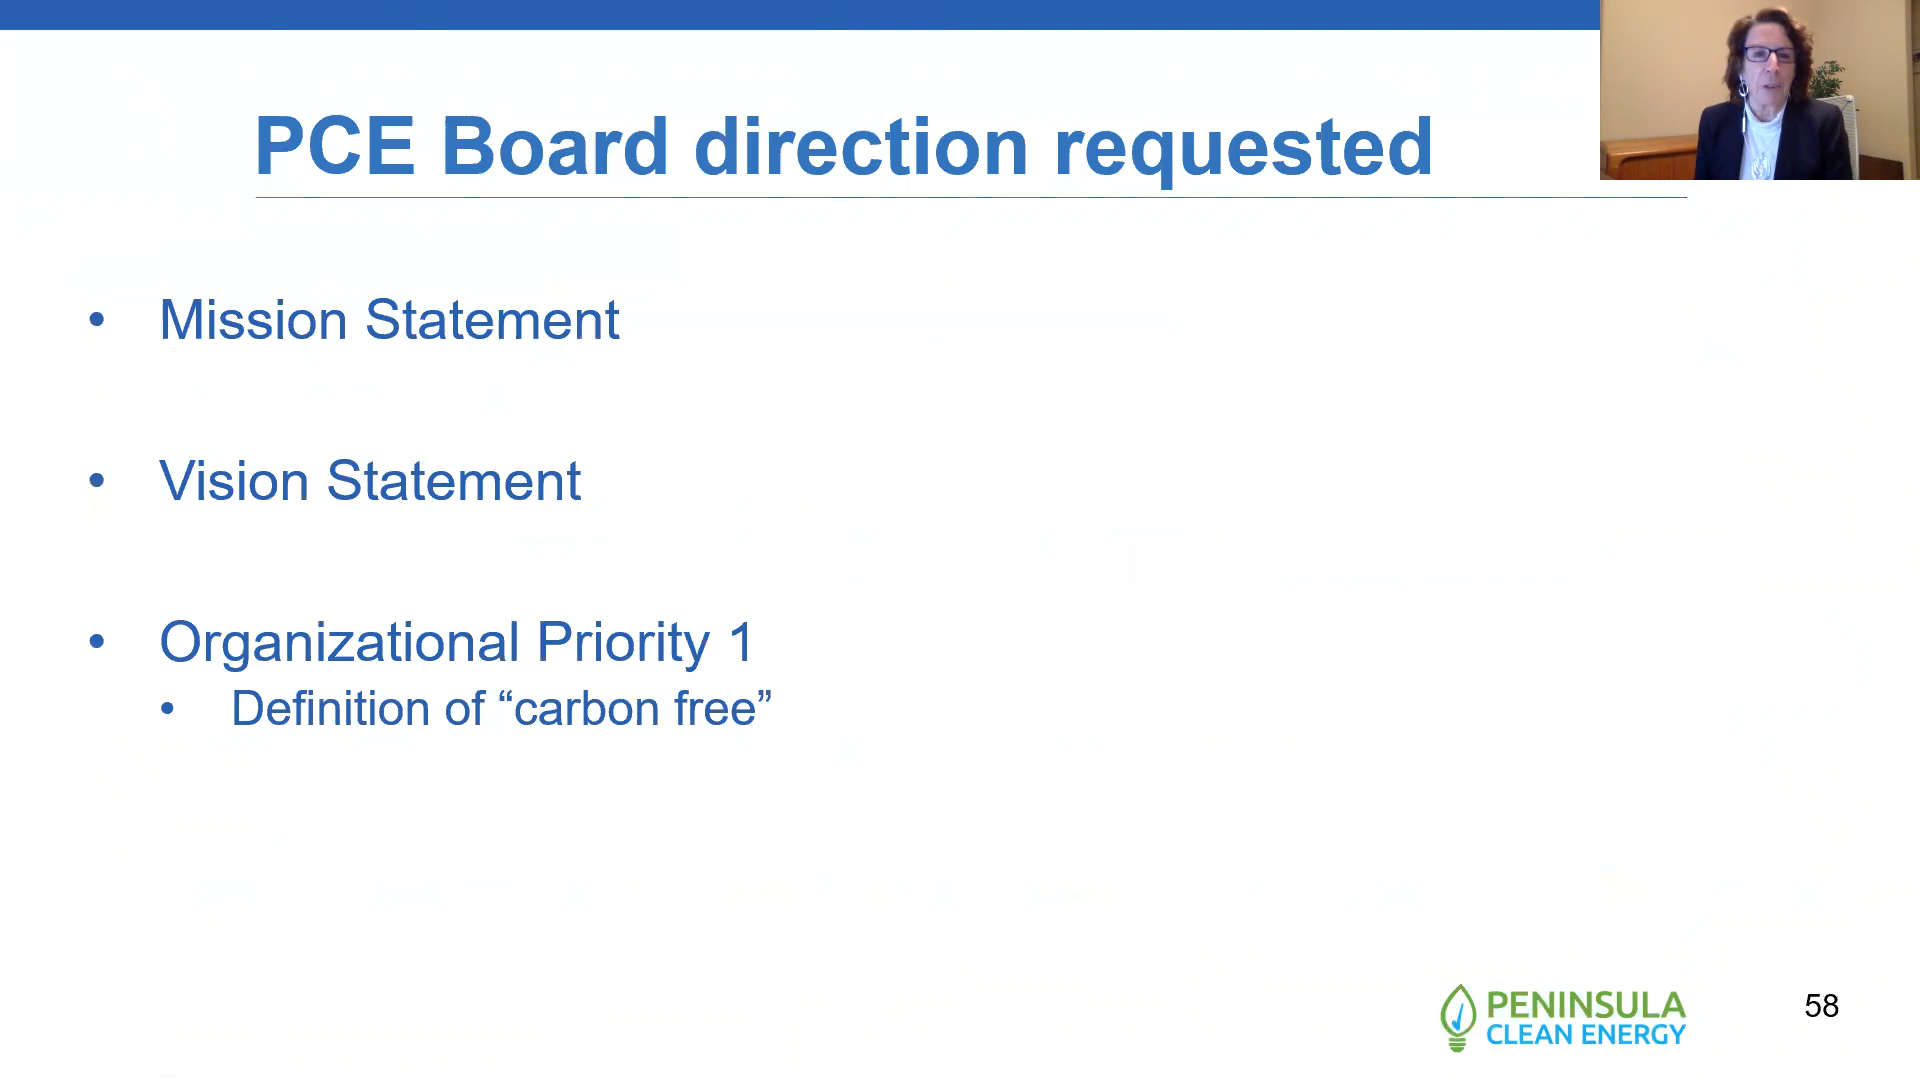 PCE Board direction requested
• Mission Statement
• Vision Statement
• Organizational Priority 1
• Definition of “carbon free”
PENINSULA
CLEAN ENERGY
58